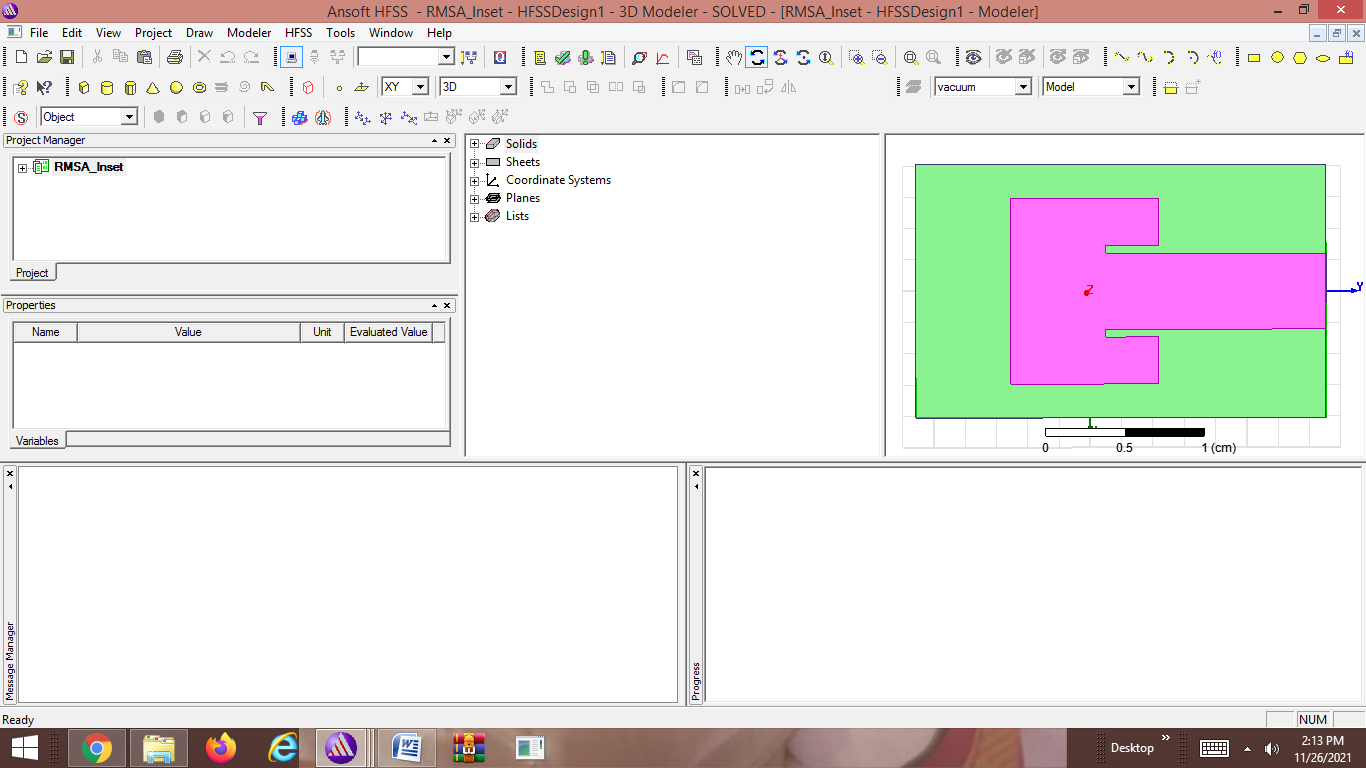 Ansoft HFSS - RMSA_Inset - HFSSDesign1 - 3D Modeler - SOLVED - [RMSA_Inset - HFSSDesign1 - Modeler]
File Edit View Project Draw Modeler HFSS Tools Window Help
XY 3D vacuum Model
Object
Project Manager
RMSA_Inset
Project
Properties
Name Value Unit Evaluated Value
Variables
Solids
Sheets
Coordinate Systems
Planes
Lists
Z
Y
0 0.5 1 (cm)
Message Manager
Progress
Ready
NUM
Desktop
2:13 PM
11/26/2021